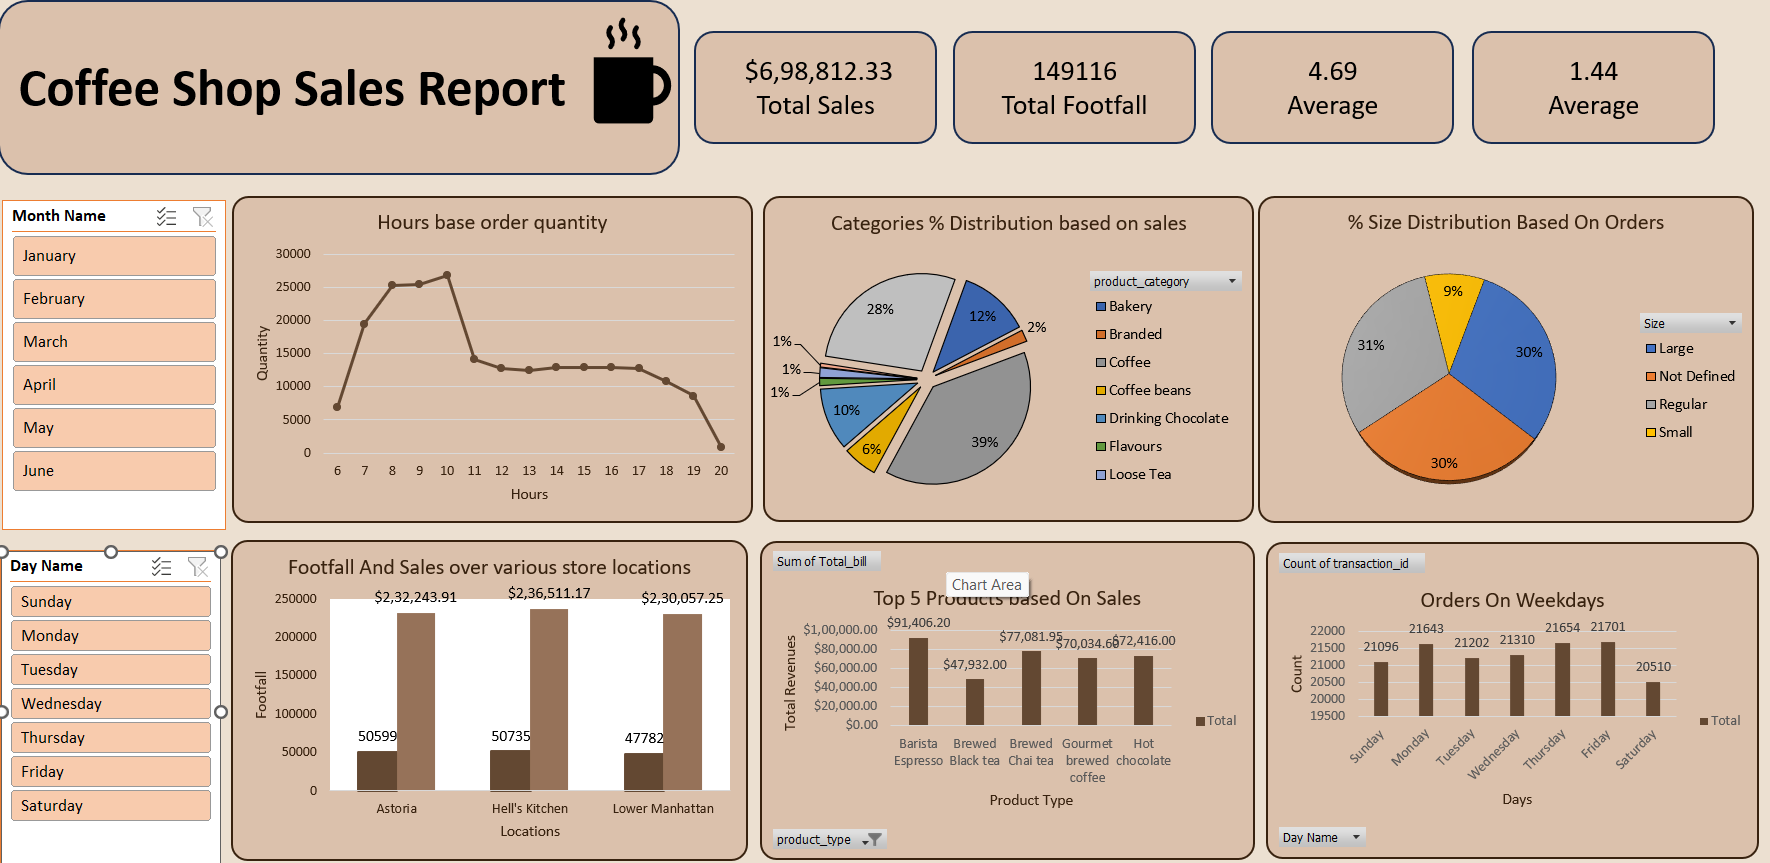 Coffee Shop Sales Report
$6,98,812.33
Total Sales
149116
Total Footfall
4.69
Average
1.44
Average
Month Name
January
February
March
April
May
June
Hours base order quantity
Quantity
30000
25000
20000
15000
10000
5000
0
6 7 8 9 10 11 12 13 14 15 16 17 18 19 20
Hours
Categories % Distribution based on sales
28%
12%
2%
1%
1%
1%
10%
6%
39%
product_category
Bakery
Branded
Coffee
Coffee beans
Drinking Chocolate
Flavours
Loose Tea
% Size Distribution Based On Orders
9%
31%
30%
30%
Size
Large
Not Defined
Regular
Small
Day Name
Sunday
Monday
Tuesday
Wednesday
Thursday
Friday
Saturday
Footfall And Sales over various store locations
Footfall
250000
200000
150000
100000
50000
0
$2,32,243.91
$2,36,511.17
$2,30,057.25
50599
50735
47782
Astoria
Hell's Kitchen
Lower Manhattan
Locations
Sum of Total_bill
Chart Area
Top 5 Products based On Sales
Total Revenues
$1,00,000.00
$80,000.00
$60,000.00
$40,000.00
$20,000.00
$0.00
$91,406.20
$47,932.00
$77,081.95
$70,034.60
$72,416.00
Barista
Espresso
Brewed
Black tea
Brewed
Chai tea
Gourmet
brewed
coffee
Hot
chocolate
Total
Product Type
product_type
Count of transaction_id
Orders On Weekdays
Count
22000
21500
21000
20500
20000
19500
21096
21643
21202
21310
21654
21701
20510
Sunday
Monday
Tuesday
Wednesday
Thursday
Friday
Saturday
Total
Days
Day Name